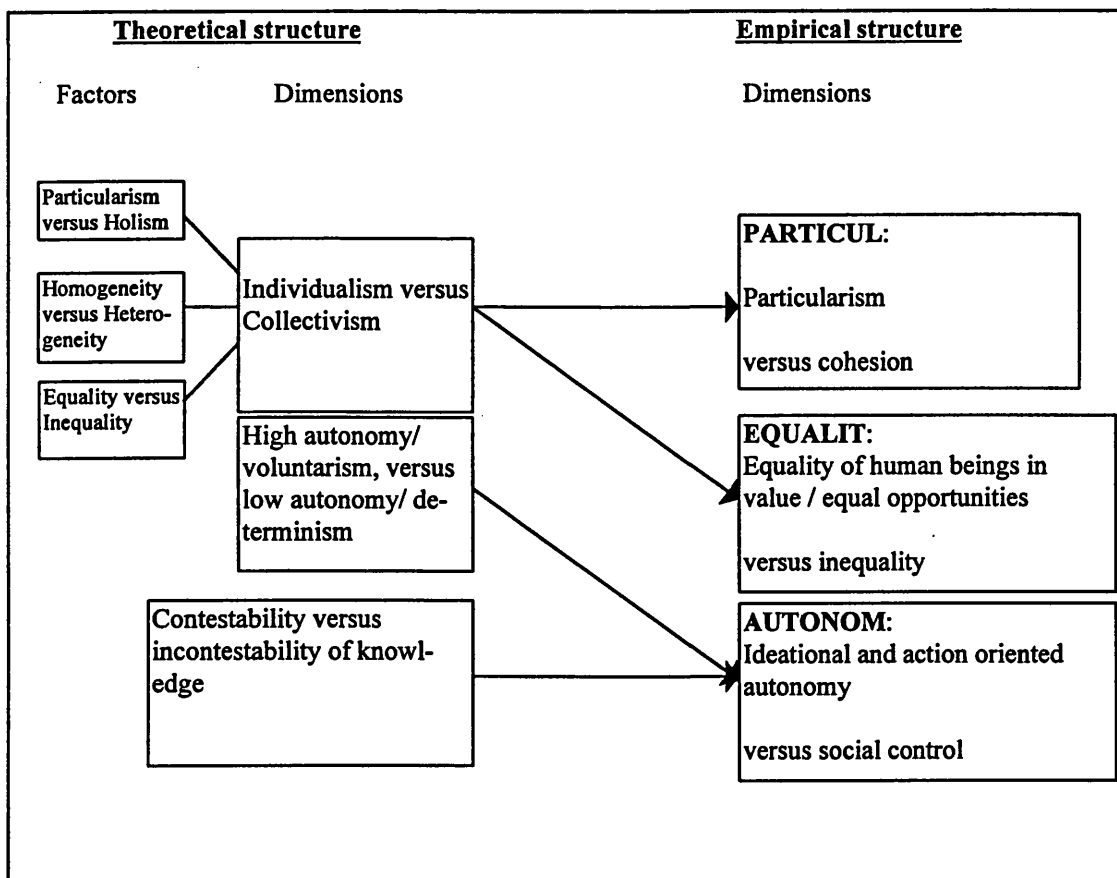 Theoretical structure
Empirical structure
Factors
Dimensions
Dimensions
Particularism
versus Holism
Homogeneity
versus Hetero-
geneity
Equality versus
Inequality
Individualism versus
Collectivism
High autonomy/
voluntarism, versus
low autonomy/ de-
terminism
Contestability versus
incontestability of knowl-
edge
PARTICUL:
Particularism
versus cohesion
EQUALIT:
Equality of human beings in
value / equal opportunities
versus inequality
AUTONOM:
Ideational and action oriented
autonomy
versus social control